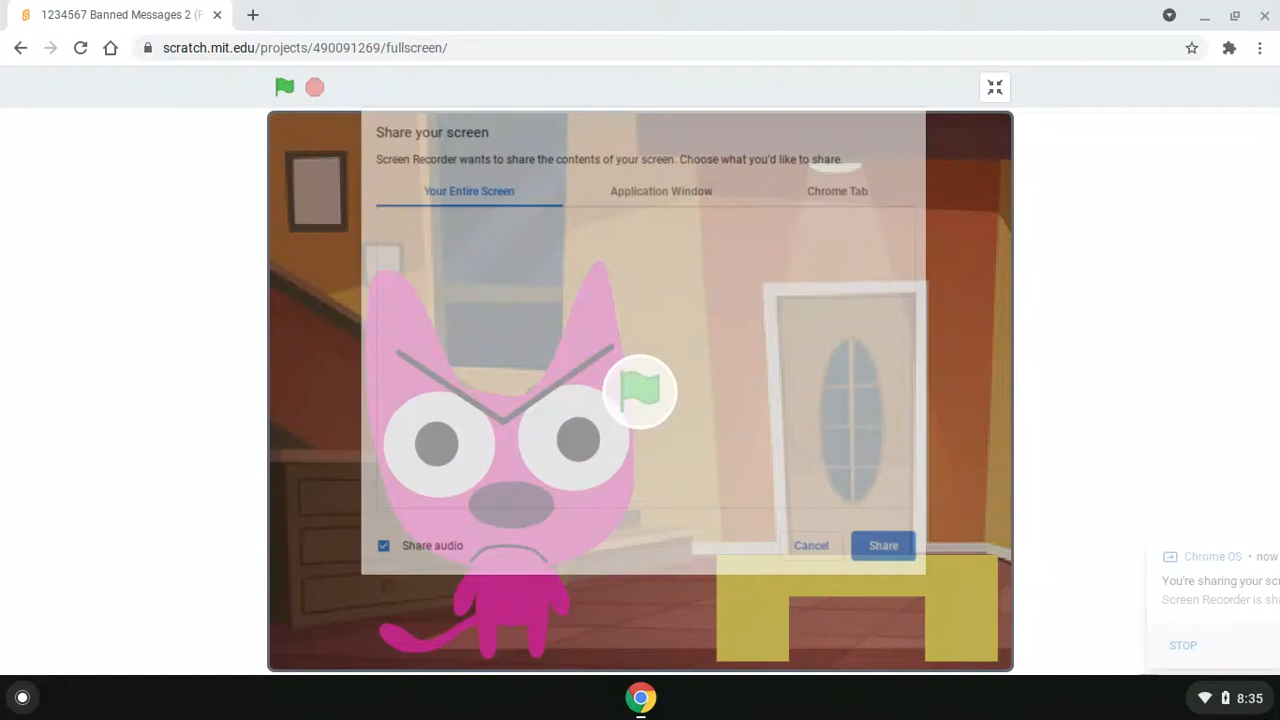 1234567 Banned Messages 2 (F
scratch.mit.edu/projects/490091269/fullscreen/
Share your screen
Screen Recorder wants to share the contents of your screen. Choose what you'd like to share.
Your Entire Screen
Application Window
Chrome Tab
Share audio
Cancel
Share
Chrome OS • now
You're sharing your scr
Screen Recorder is sha
STOP
8:35